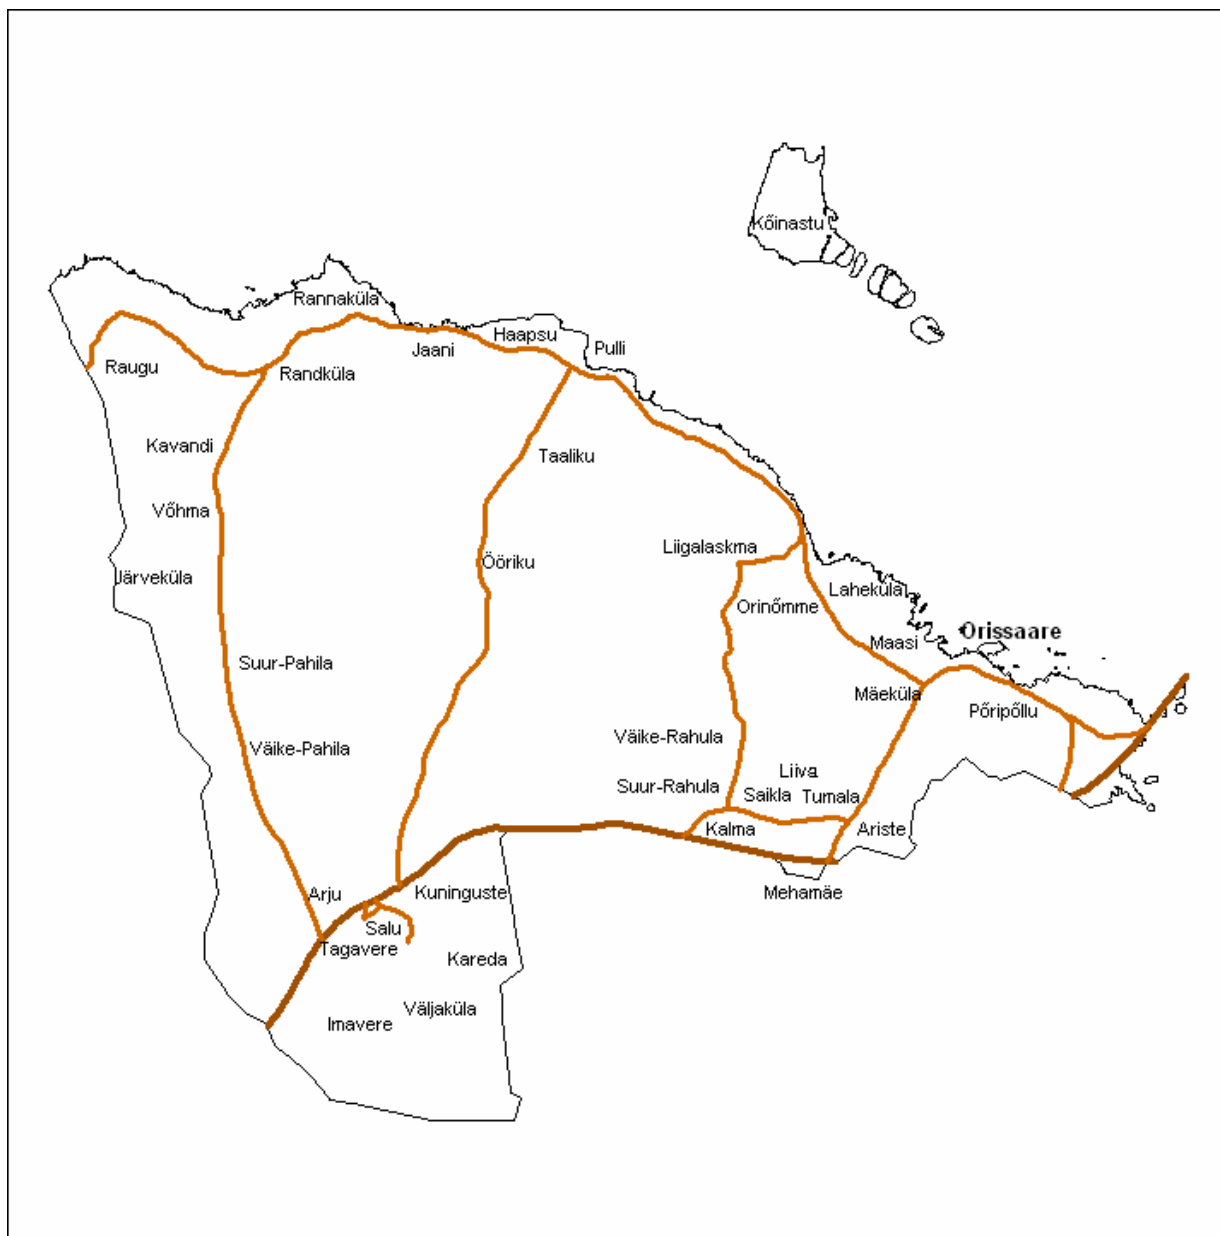 Kõinastu
Rannaküla
Haapsu
Jaani
Pulli
Raugu
Randküla
Kavandi
Taaliku
Võhma
Liigalaskma
Ööriku
Järveküla
Laheküla
Orinõmme
Orissaare
Maasi
Suur-Pahila
Mäeküla
Põripõllu
Väike-Rahula
Väike-Pahila
Liiva
Suur-Rahula
Saikla
Tumala
Kalma
Ariste
Arju
Kuninguste
Mehamäe
Salu
Tagavere
Kareda
Väljaküla
Imavere